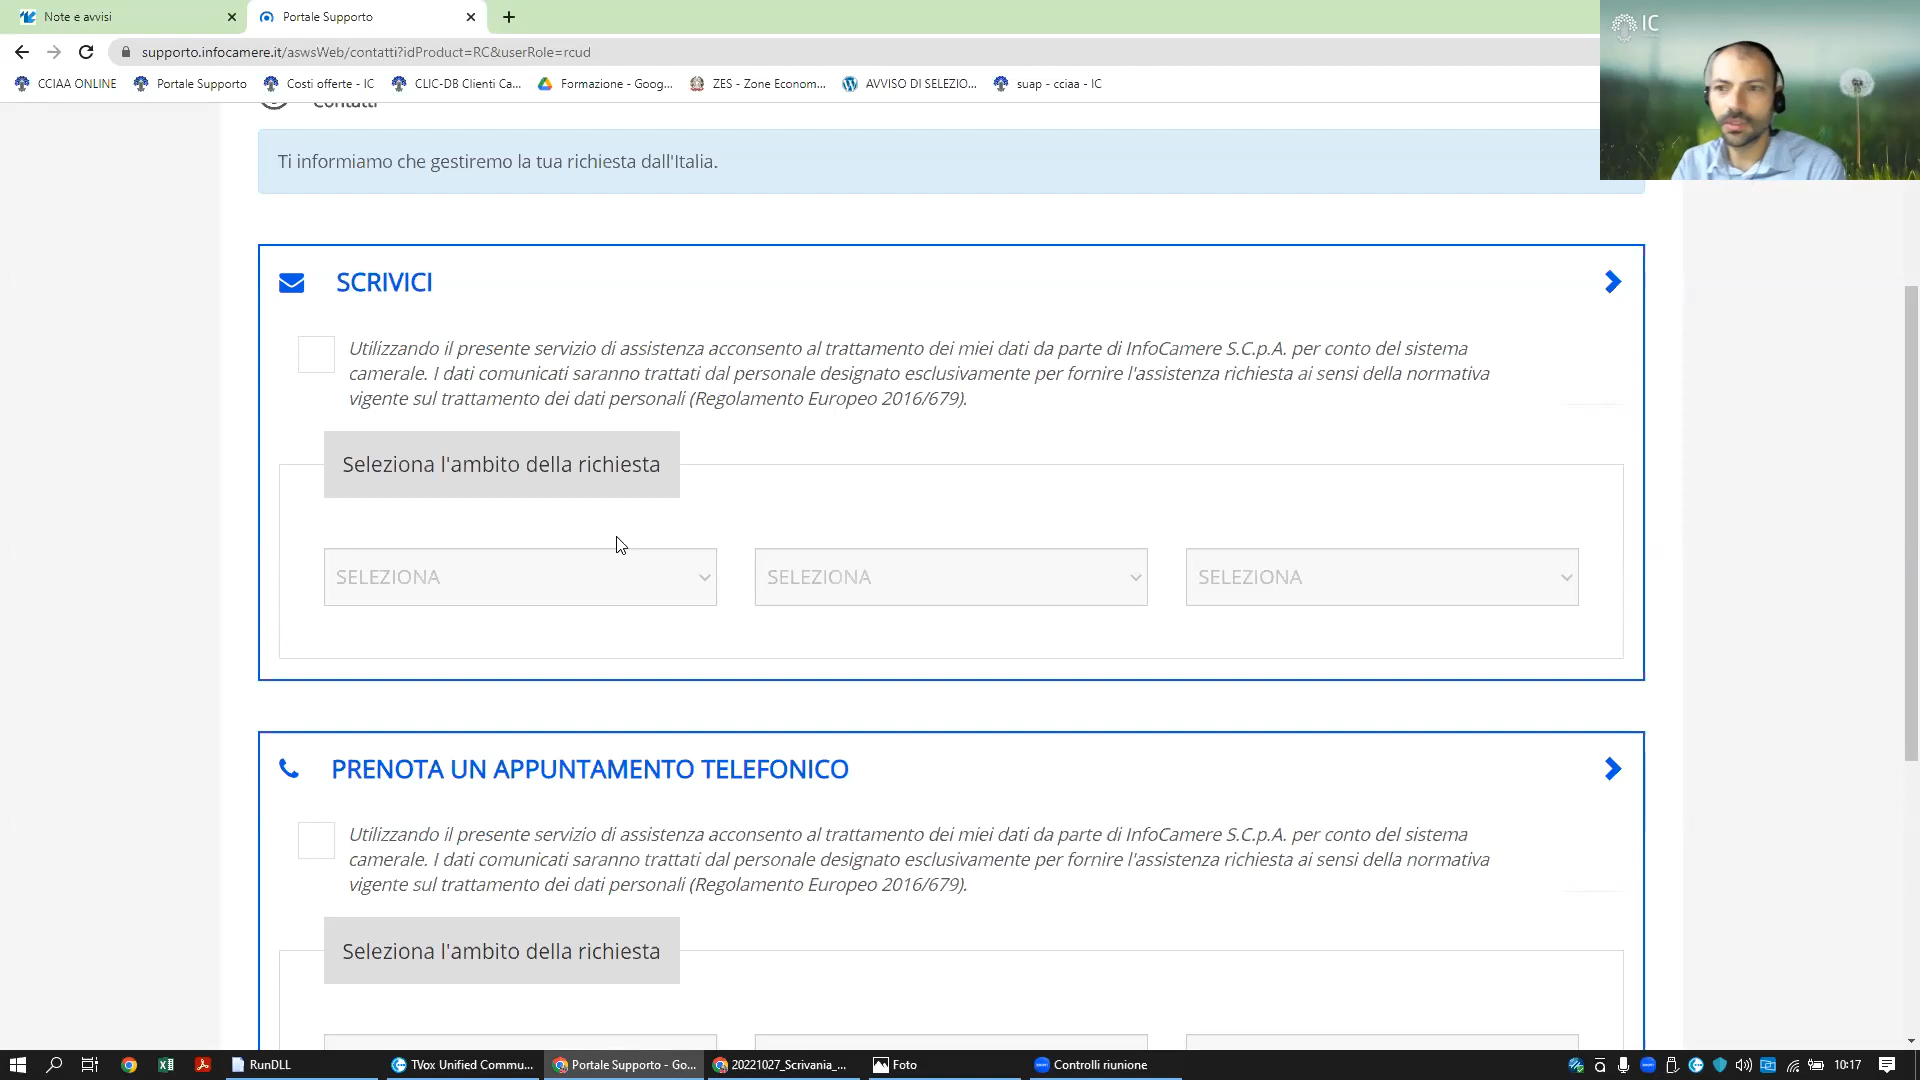 Note e avvisi
Portale Supporto
IC
supporto.infocamere.it/aswsWeb/contatti?idProduct=RC&userRole=rcud
CCIAA ONLINE
Portale Supporto
Costi offerte - IC
CLIC-DB Clienti Ca...
Formazione - Goog...
ZES - Zone Econom...
AVVISO DI SELEZIO...
suap - cciaa - IC
Contatti
Ti informiamo che gestiremo la tua richiesta dall'Italia.
SCRIVICI
Utilizzando il presente servizio di assistenza acconsento al trattamento dei miei dati da parte di InfoCamere S.C.p.A. per conto del sistema
camerale. I dati comunicati saranno trattati dal personale designato esclusivamente per fornire l'assistenza richiesta ai sensi della normativa
vigente sul trattamento dei dati personali (Regolamento Europeo 2016/679).
Seleziona l'ambito della richiesta
SELEZIONA
SELEZIONA
SELEZIONA
PRENOTA UN APPUNTAMENTO TELEFONICO
Utilizzando il presente servizio di assistenza acconsento al trattamento dei miei dati da parte di InfoCamere S.C.p.A. per conto del sistema
camerale. I dati comunicati saranno trattati dal personale designato esclusivamente per fornire l'assistenza richiesta ai sensi della normativa
vigente sul trattamento dei dati personali (Regolamento Europeo 2016/679).
Seleziona l'ambito della richiesta
RunDLL
TVox Unified Commu...
Portale Supporto - Go...
20221027_Scrivania_...
Foto
Controlli riunione
10:17